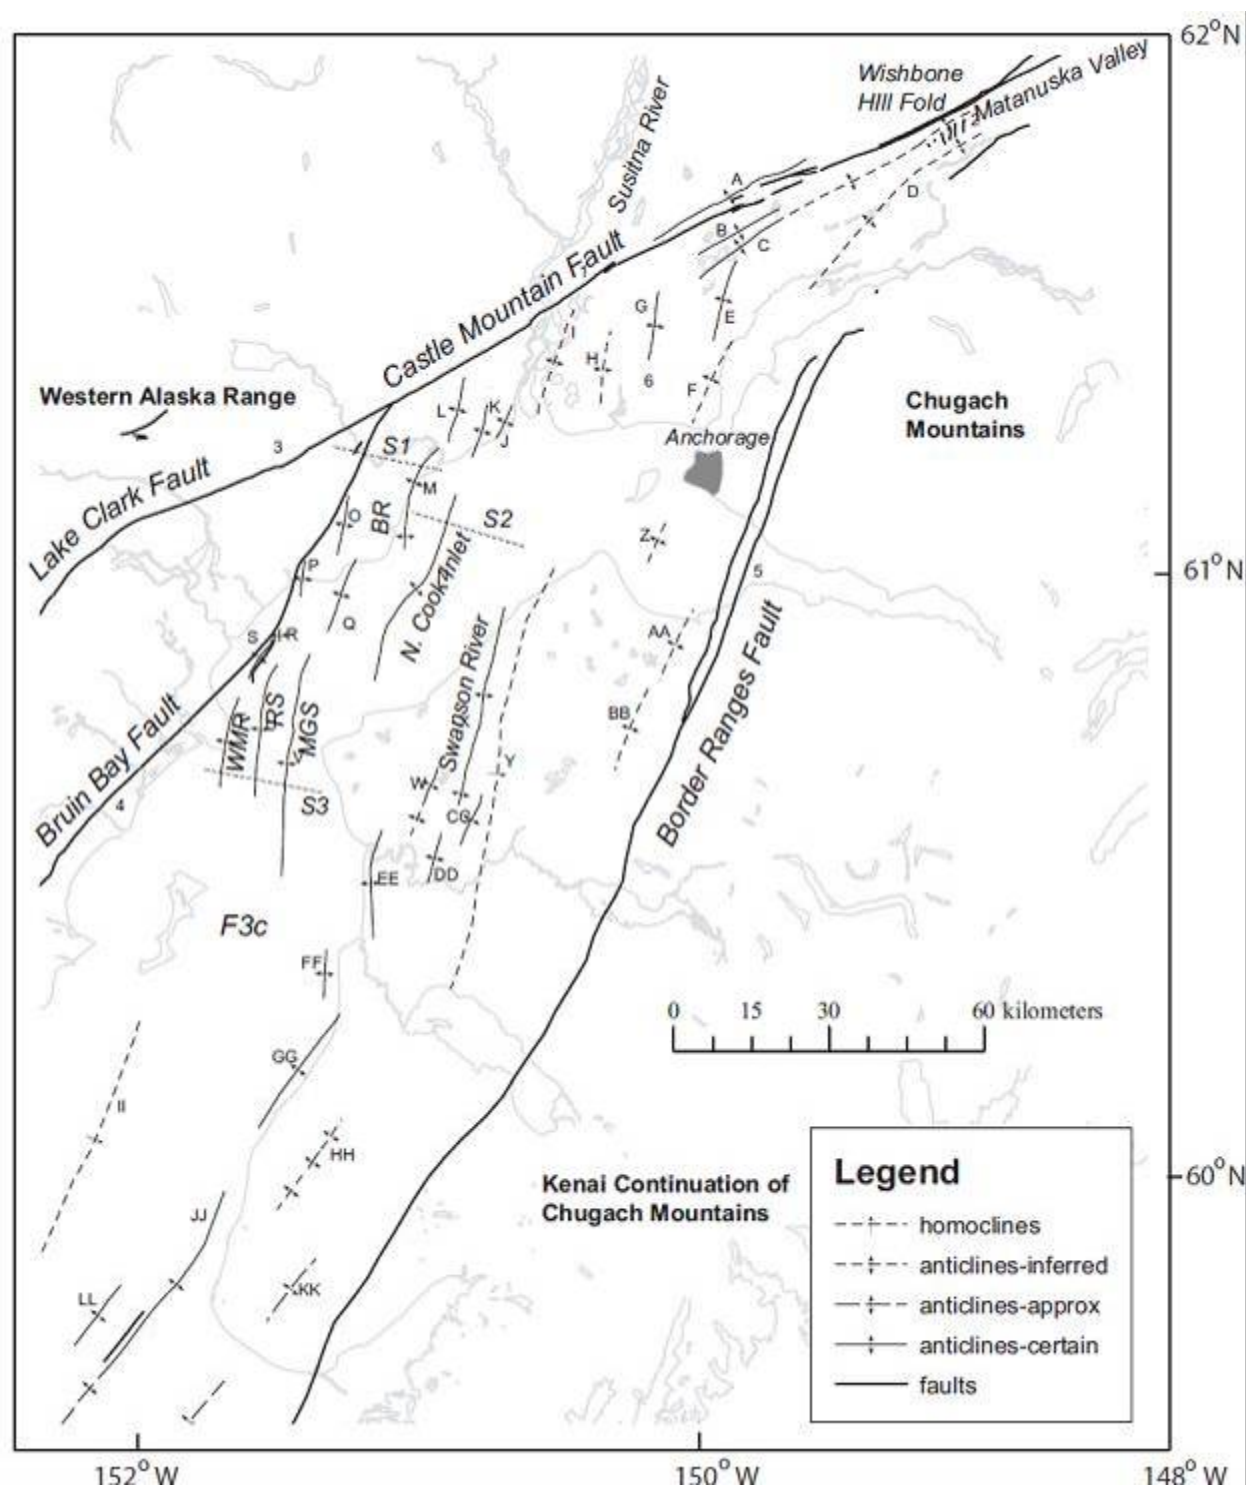 62°N
Wishbone
HIll Fold
Matanuska Valley
Susitna River
A
D
B
C
Castle Mountain Fault
7
G
E
I
H
6
F
Western Alaska Range
Chugach
Mountains
L
K
J
Anchorage
3
S1
Lake Clark Fault
M
O
BR
S2
Z
N. Cook Inlet
61°N
P
5
Q
S
R
AA
Swanson River
Border Ranges Fault
BB
RS
WMR
MGS
Bruin Bay Fault
Y
W
4
S3
CC
EE
DD
F3c
FF
0 15 30 60 kilometers
GG
II
HH
Kenai Continuation of
Chugach Mountains
60°N
JJ
KK
LL
Legend
homoclines
anticlines-inferred
anticlines-approx
anticlines-certain
faults
152°W
150°W
148°W